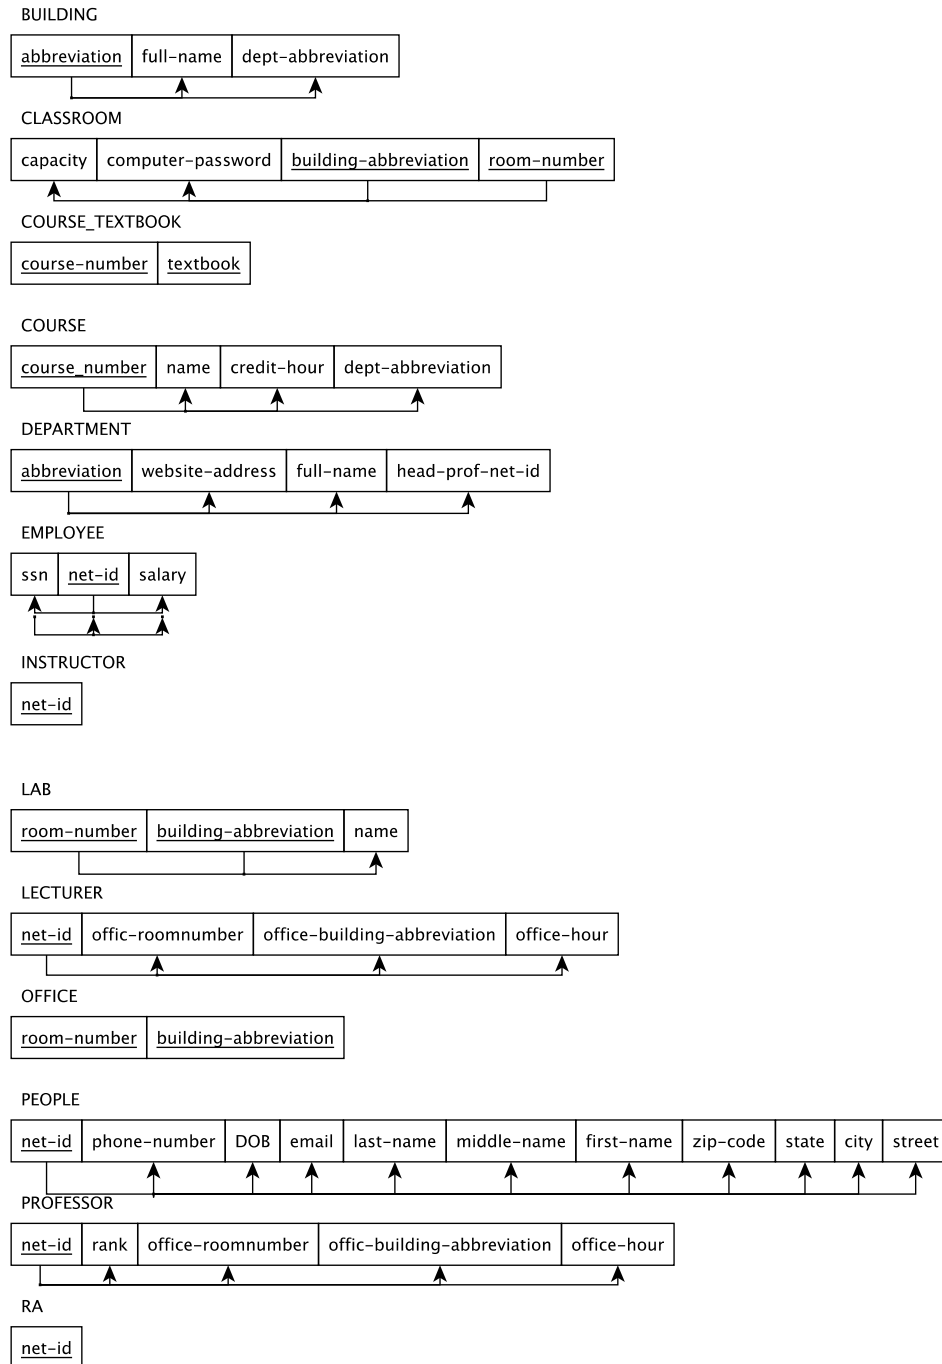 BUILDING
abbreviation full-name dept-abbreviation
CLASSROOM
capacity computer-password building-abbreviation room-number
COURSE_TEXTBOOK
course-number textbook
COURSE
course_number name credit-hour dept-abbreviation
DEPARTMENT
abbreviation website-address full-name head-prof-net-id
EMPLOYEE
ssn net-id salary
INSTRUCTOR
net-id
LAB
room-number building-abbreviation name
LECTURER
net-id offic-roomnumber office-building-abbreviation office-hour
OFFICE
room-number building-abbreviation
PEOPLE
net-id phone-number DOB email last-name middle-name first-name zip-code state city street
PROFESSOR
net-id rank office-roomnumber offic-building-abbreviation office-hour
RA
net-id